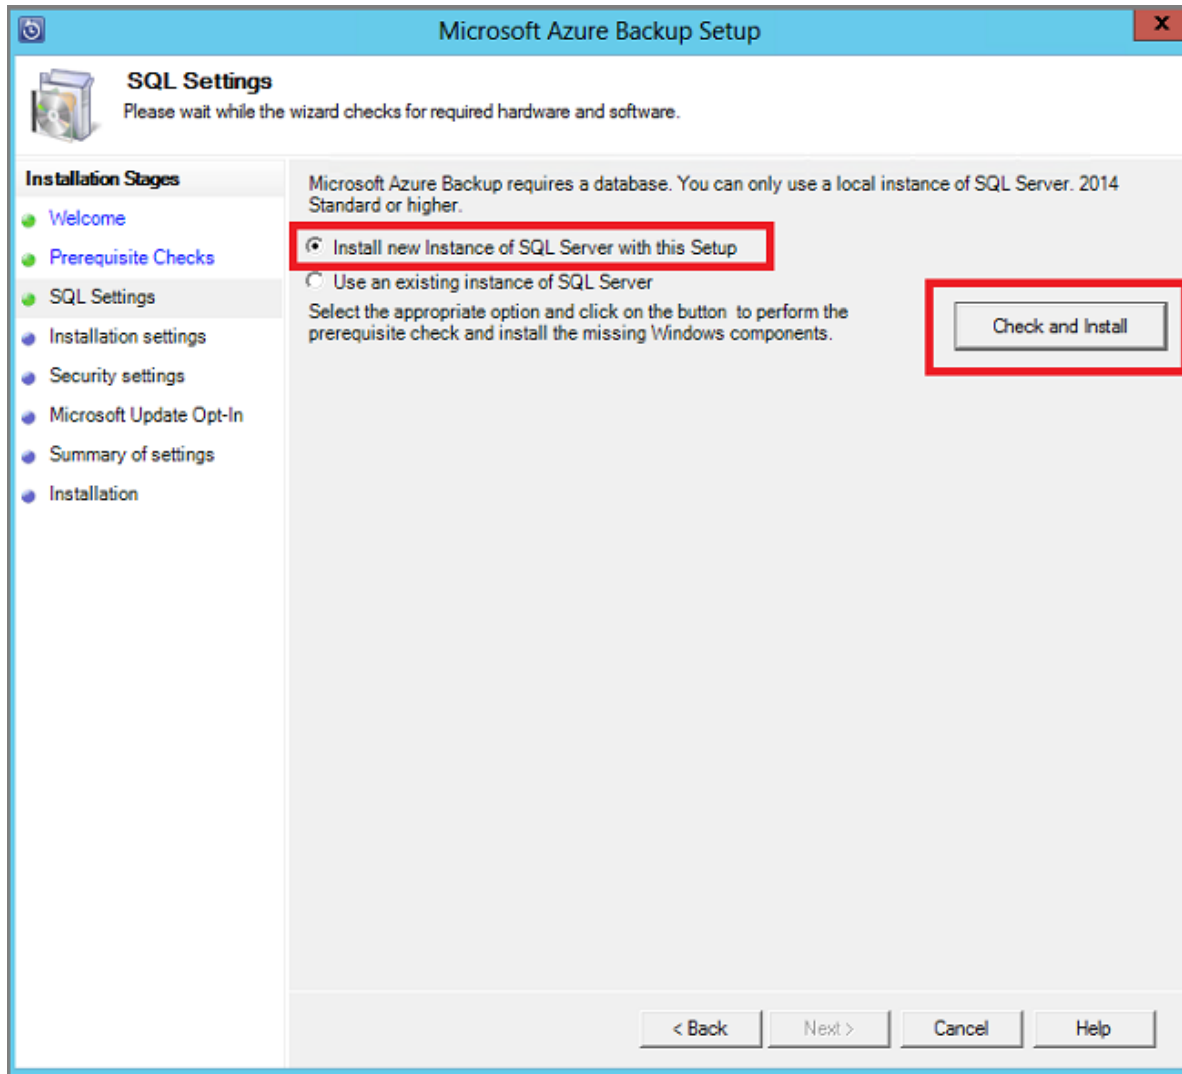 Microsoft Azure Backup Setup
x
SQL Settings
Please wait while the wizard checks for required hardware and software.
Installation Stages
Welcome
Prerequisite Checks
SQL Settings
Installation settings
Security settings
Microsoft Update Opt-In
Summary of settings
Installation
Microsoft Azure Backup requires a database. You can only use a local instance of SQL Server. 2014
Standard or higher.
Install new Instance of SQL Server with this Setup
Use an existing instance of SQL Server
Select the appropriate option and click on the button to perform the
prerequisite check and install the missing Windows components.
Check and Install
< Back
Next >
Cancel
Help